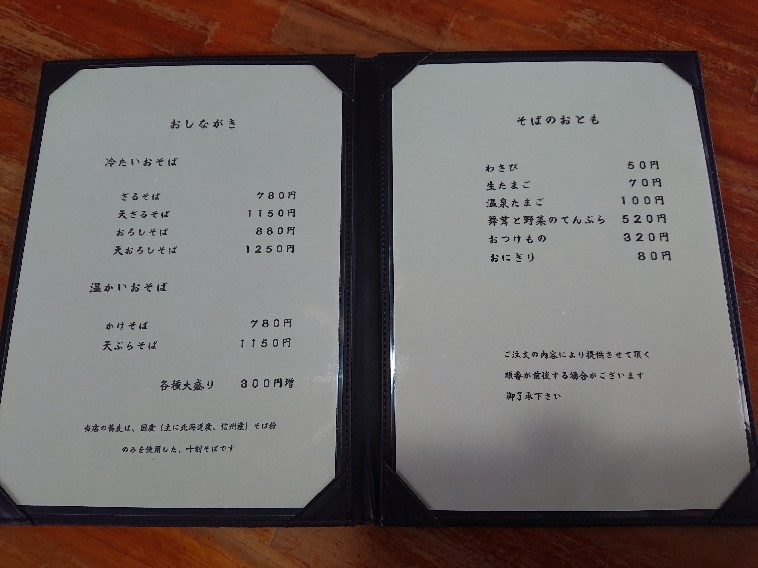 おしながき
冷たいおそば
ざるそば 780円
天ざるそば 1150円
おろしそば 880円
天おろしそば 1250円
温かいおそば
かけそば 780円
天ぷらそば 1150円
各種大盛り 300円増
当店の蕎麦は、国産（主に北海道産、信州産）そば粉
のみを使用した、十割そばです
そばのおとも
わさび 50円
生たまご 70円
温泉たまご 100円
舞茸と野菜のてんぷら 520円
おつけもの 320円
おにぎり 80円
ご注文の内容により提供させて頂く
順番が前後する場合がございます
御了承下さい